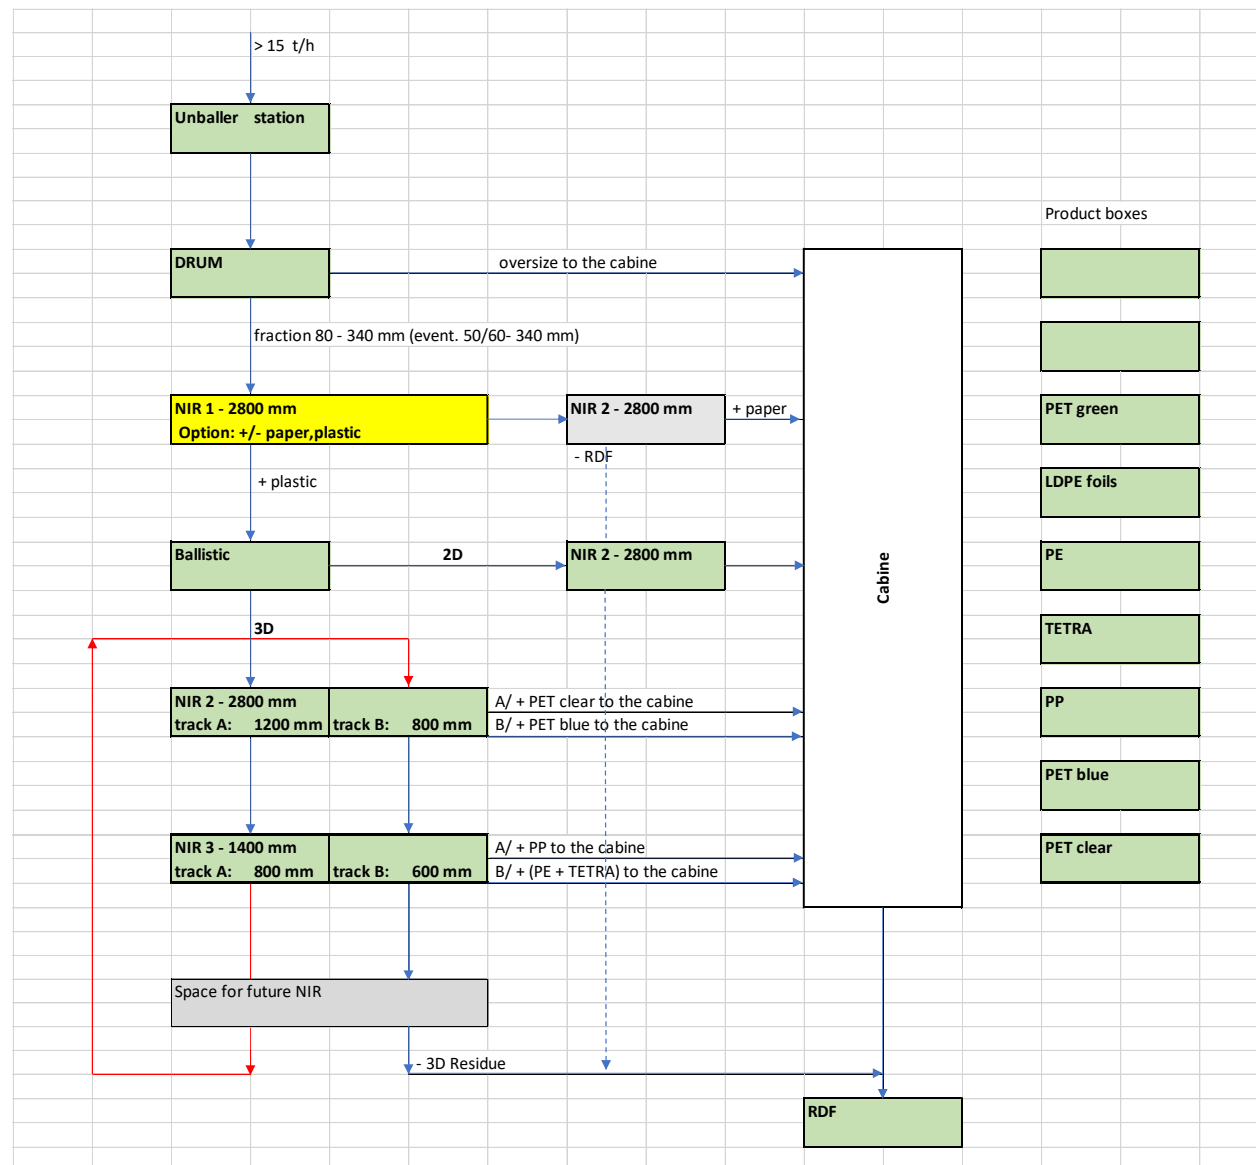 > 15 t/h
Unballer station
Product boxes
DRUM
oversize to the cabine
fraction 80 - 340 mm (event. 50/60- 340 mm)
NIR 1 - 2800 mm
Option: +/- paper,plastic
NIR 2 - 2800 mm
+ paper
PET green
- RDF
+ plastic
LDPE foils
Ballistic
2D
NIR 2 - 2800 mm
Cabine
PE
3D
TETRA
NIR 2 - 2800 mm
track A: 1200 mm
track B: 800 mm
A/ + PET clear to the cabine
B/ + PET blue to the cabine
PP
PET blue
NIR 3 - 1400 mm
track A: 800 mm
track B: 600 mm
A/ + PP to the cabine
B/ + (PE + TETRA) to the cabine
PET clear
Space for future NIR
- 3D Residue
RDF